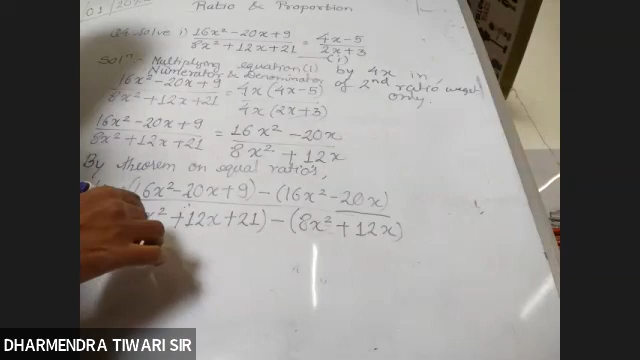 Ratio & Proportion
Q4. Solve i) 16x² - 20x + 9 / 8x² + 12x + 21 = 4x - 5 / 2x + 3 (i)
Solⁿ :- Multiplying equation (i) by 4x in
Numerator & Denominator of 2nd ratio we get only.
16x² - 20x + 9 / 8x² + 12x + 21 = 4x (4x - 5) / 4x (2x + 3)
16x² - 20x + 9 / 8x² + 12x + 21 = 16x² - 20x / 8x² + 12x
By theorem on equal ratios,
(16x² - 20x + 9) - (16x² - 20x)
x² + 12x + 21) - (8x² + 12x)
DHARMENDRA TIWARI SIR